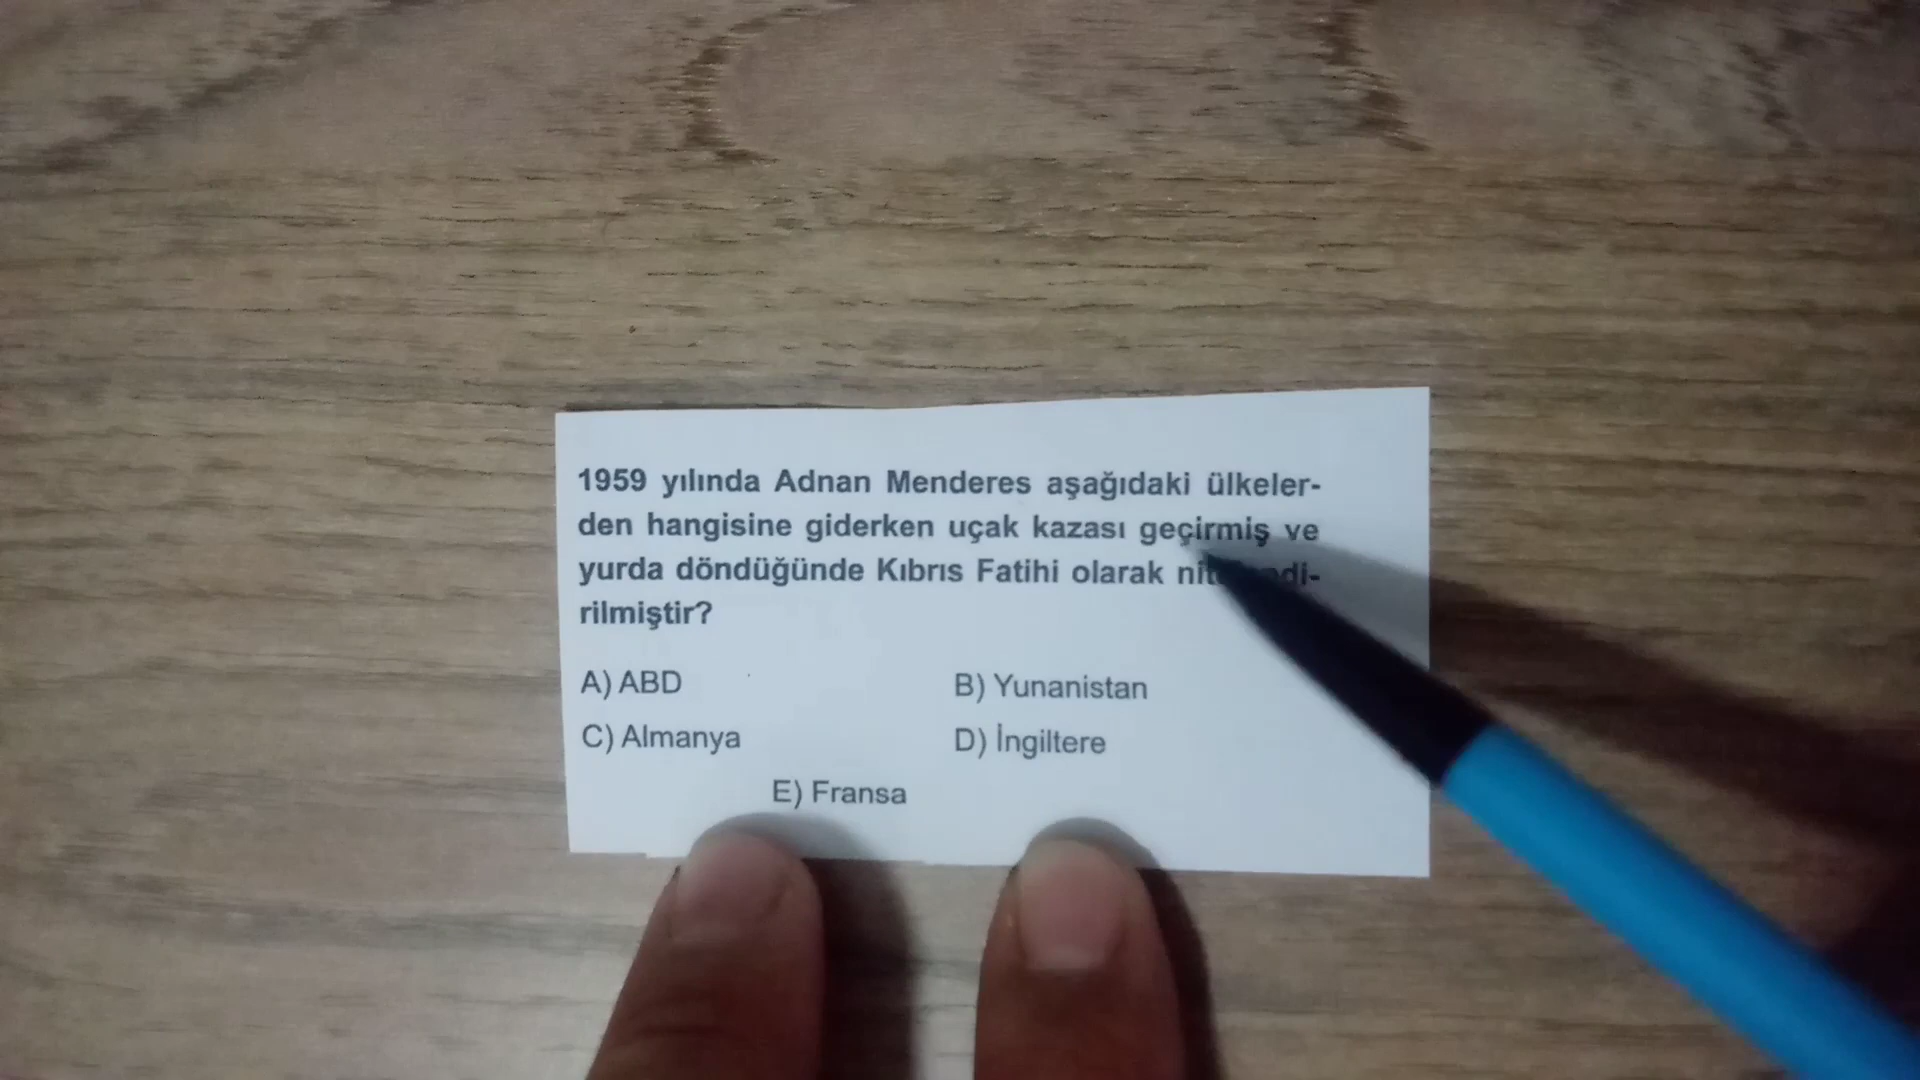 1959 yılında Adnan Menderes aşağıdaki ülkeler-
den hangisine giderken uçak kazası geçirmiş ve
yurda döndüğünde Kıbrıs Fatihi olarak
rilmiştir?
A) ABD
B) Yunanistan
C) Almanya
D) İngiltere
E) Fransa